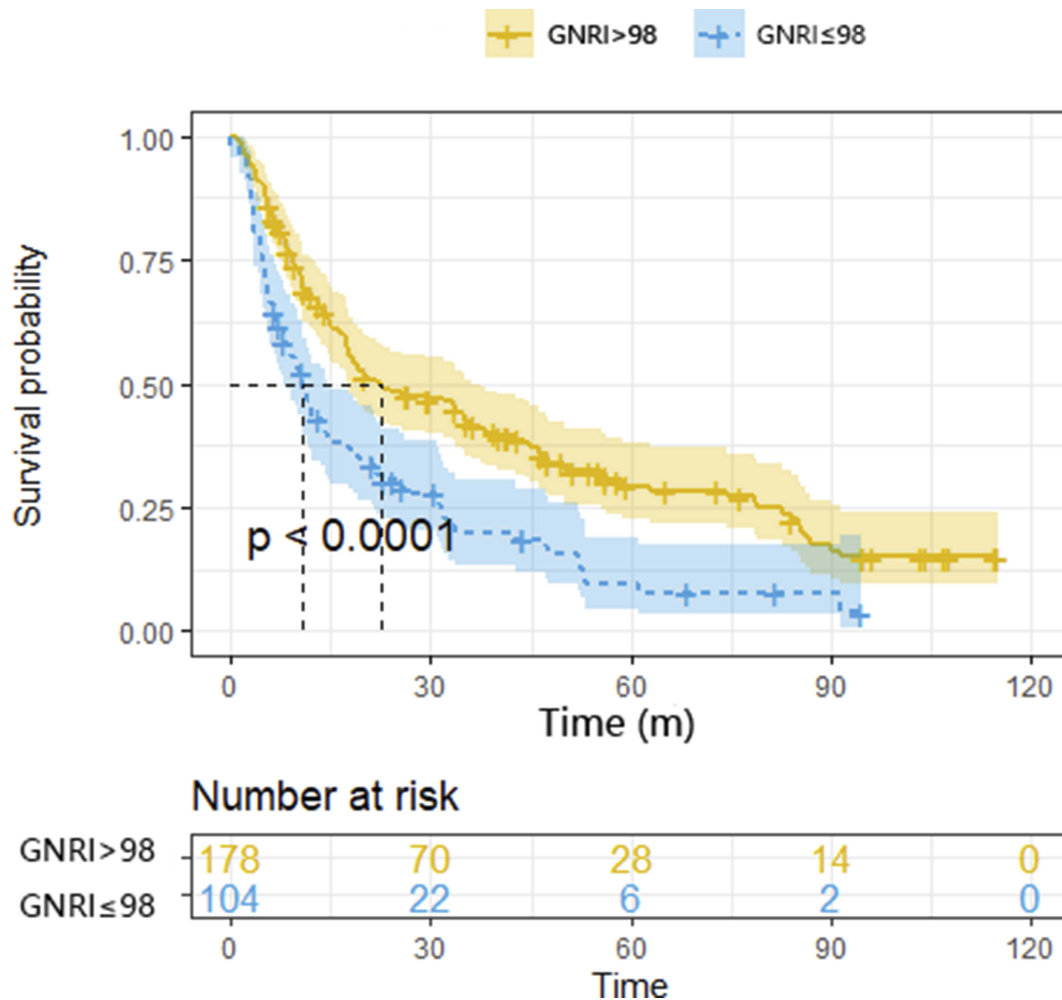 GNRI>98 GNRI≤98
Survival probability
1.00
0.75
0.50
0.25
0.00
p < 0.0001
0 30 60 90 120
Time (m)
Number at risk
GNRI>98 178 70 28 14 0
GNRI≤98 104 22 6 2 0
0 30 60 90 120
Time